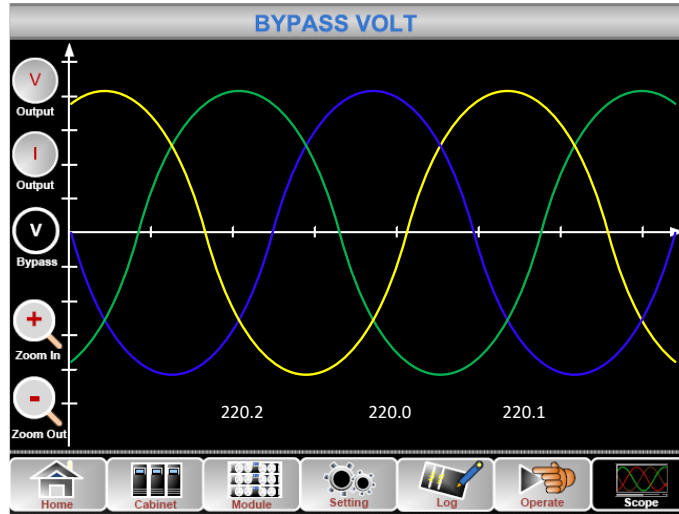 BYPASS VOLT
V
Output
I
Output
V
Bypass
+
Zoom In
-
Zoom Out
220.2 220.0 220.1
Home Cabinet Module Setting Log Operate Scope